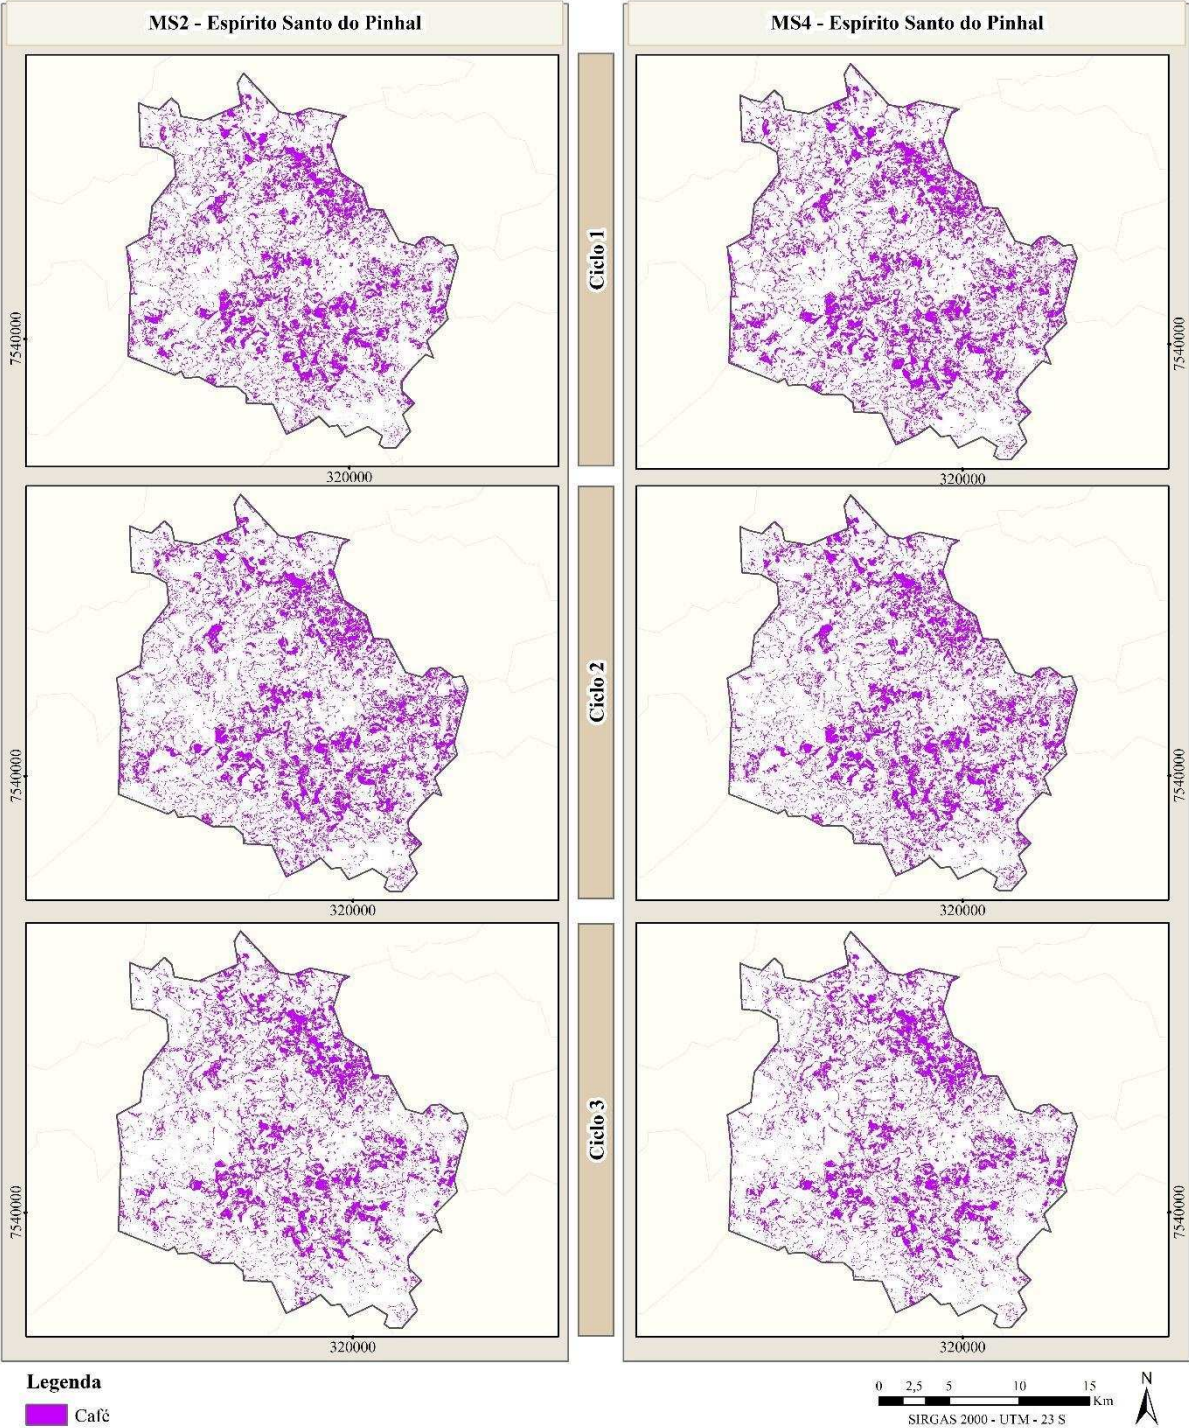 MS2 - Espírito Santo do Pinhal
MS4 - Espírito Santo do Pinhal
7540000
320000
Ciclo 1
7540000
320000
7540000
320000
Ciclo 2
7540000
320000
7540000
320000
Ciclo 3
7540000
320000
Legenda
Café
0 2,5 5 10 15
Km
SIRGAS 2000 - UTM - 23 S
N